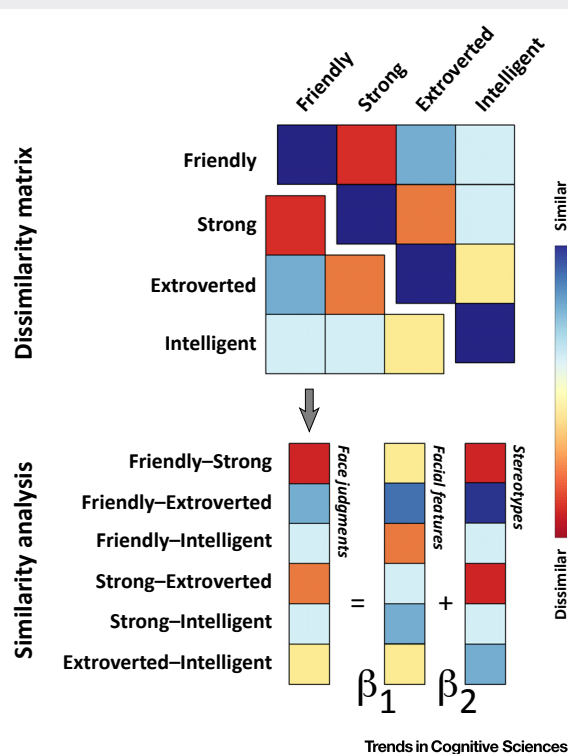 Friendly
Strong
Extroverted
Intelligent
Dissimilarity matrix
Friendly
Strong
Extroverted
Intelligent
Similar
Dissimilar
Similarity analysis
Friendly–Strong
Friendly–Extroverted
Friendly–Intelligent
Strong–Extroverted
Strong–Intelligent
Extroverted–Intelligent
Face judgments
=
β1
Facial features
+
β2
Stereotypes
Trends in Cognitive Sciences